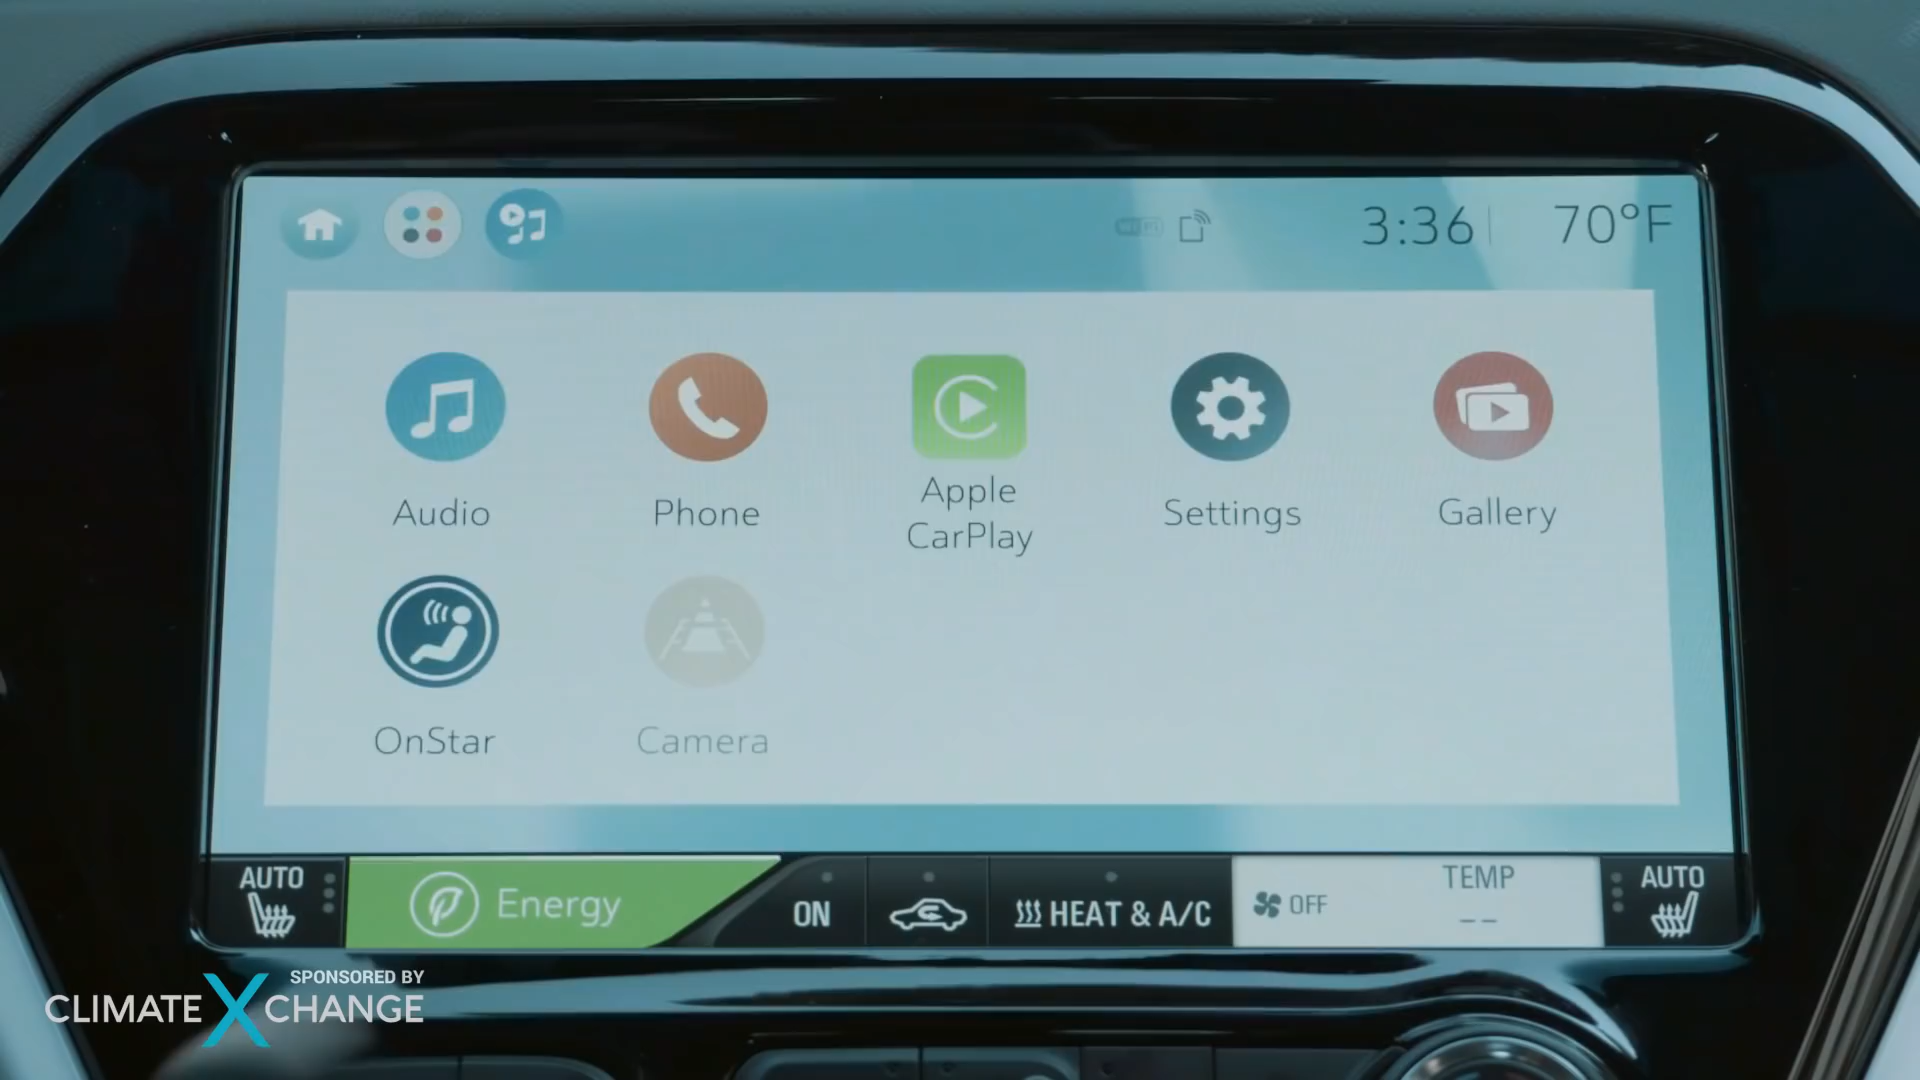 3:36
70°F
Audio
Phone
Apple
CarPlay
Settings
Gallery
OnStar
Camera
AUTO
Energy
ON
HEAT & A/C
OFF
TEMP
--
AUTO
SPONSORED BY
CLIMATE XCHANGE